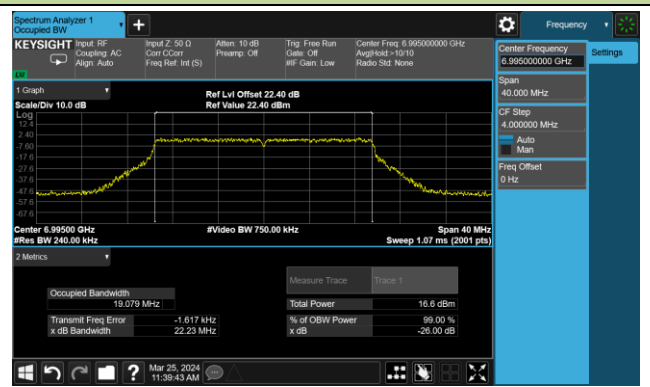 Spectrum Analyzer 1
Occupied BW
Frequency
KEYSIGHT
Input: RF
Coupling: AC
Align: Auto
Input Z: 50 Ω
Corr CCorr
Freq Ref: Int (S)
Atten: 10 dB
Preamp: Off
Trig: Free Run
Gate: Off
#IF Gain: Low
Center Freq: 6.995000000 GHz
Avg|Hold:>10/10
Radio Std: None
LW
Center Frequency
6.995000000 GHz
Settings
Span
40.000 MHz
CF Step
4.000000 MHz
Auto
Man
Freq Offset
0 Hz
1 Graph
Scale/Div 10.0 dB
Ref Lvl Offset 22.40 dB
Ref Value 22.40 dBm
Log
12.4
2.40
-7.60
-17.6
-27.6
-37.6
-47.6
-57.6
-67.6
Center 6.99500 GHz
#Res BW 240.00 kHz
#Video BW 750.00 kHz
Span 40 MHz
Sweep 1.07 ms (2001 pts)
2 Metrics
Measure Trace
Trace 1
Occupied Bandwidth
19.079 MHz
Total Power
16.6 dBm
Transmit Freq Error
-1.617 kHz
% of OBW Power
99.00 %
x dB Bandwidth
22.23 MHz
x dB
-26.00 dB
Mar 25, 2024
11:39:43 AM